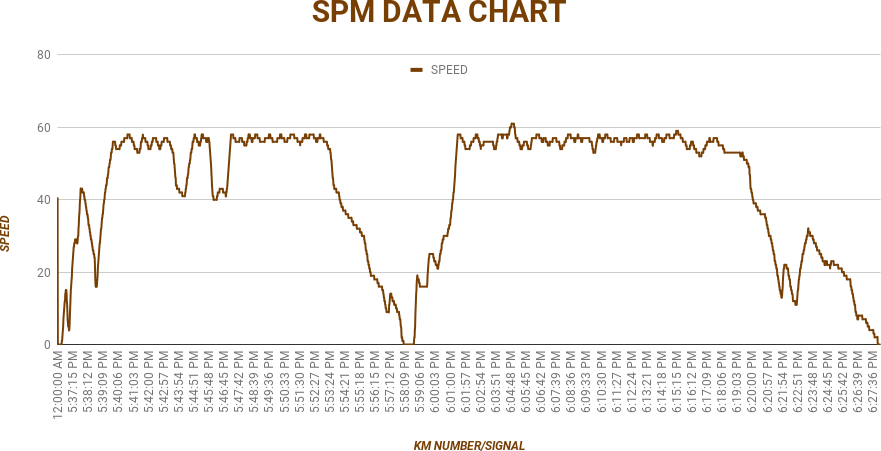 SPM DATA CHART
SPEED
80
60
40
20
0
SPEED
12:00:00 AM
5:37:15 PM
5:38:12 PM
5:39:09 PM
5:40:06 PM
5:41:03 PM
5:42:00 PM
5:42:57 PM
5:43:54 PM
5:44:51 PM
5:45:48 PM
5:46:45 PM
5:47:42 PM
5:48:39 PM
5:49:36 PM
5:50:33 PM
5:51:30 PM
5:52:27 PM
5:53:24 PM
5:54:21 PM
5:55:18 PM
5:56:15 PM
5:57:12 PM
5:58:09 PM
5:59:06 PM
6:00:03 PM
6:01:00 PM
6:01:57 PM
6:02:54 PM
6:03:51 PM
6:04:48 PM
6:05:45 PM
6:06:42 PM
6:07:39 PM
6:08:36 PM
6:09:33 PM
6:10:30 PM
6:11:27 PM
6:12:24 PM
6:13:21 PM
6:14:18 PM
6:15:15 PM
6:16:12 PM
6:17:09 PM
6:18:06 PM
6:19:03 PM
6:20:00 PM
6:20:57 PM
6:21:54 PM
6:22:51 PM
6:23:48 PM
6:24:45 PM
6:25:42 PM
6:26:39 PM
6:27:36 PM
KM NUMBER/SIGNAL